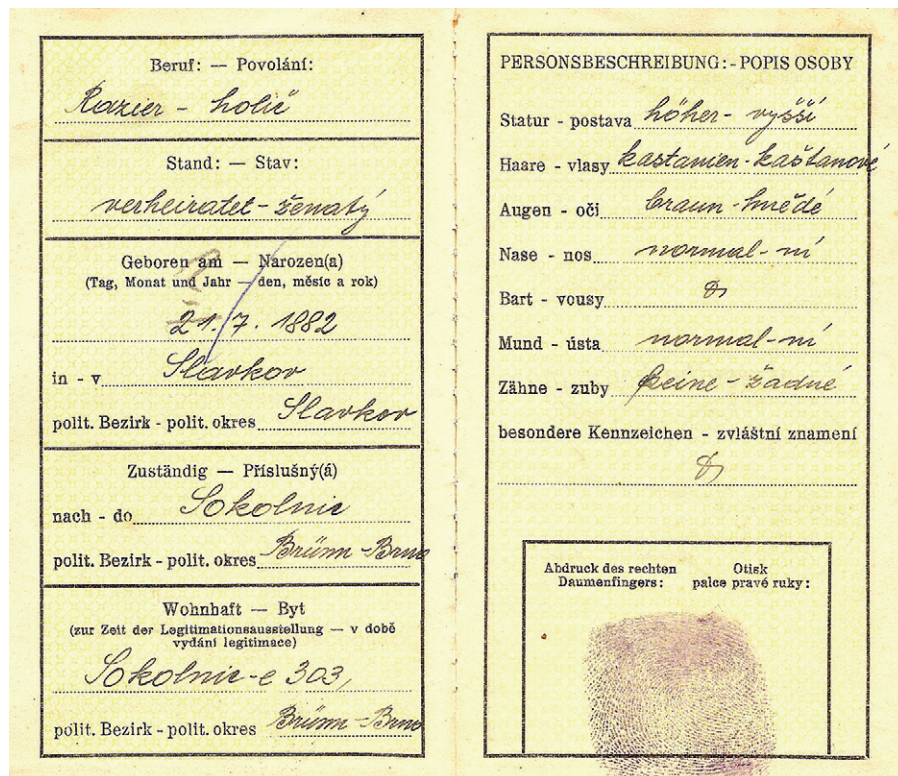 Beruf: — Povolání:
Razier - holič
Stand: — Stav:
verheiratet - ženatý
Geboren am — Narozen(a)
(Tag, Monat und Jahr — den, měsíc a rok)
21. 7. 1882
in - v Slavkov
polit. Bezirk - polit. okres Slavkov
Zuständig — Příslušný(á)
nach - do Sokolnic
polit. Bezirk - polit. okres Brünn - Brno
Wohnhaft — Byt
(zur Zeit der Legitimationsausstellung — v době
vydání legitimace)
Sokolnic-e 303,
polit. Bezirk - polit. okres Brünn - Brno
PERSONSBESCHREIBUNG: - POPIS OSOBY
Statur - postava höher - vyšší
Haare - vlasy kastanien - kaštanové
Augen - oči braun - hnědé
Nase - nos normal - ní
Bart - vousy
Mund - ústa normal - ní
Zähne - zuby keine - žadné
besondere Kennzeichen - zvláštní znamení
Abdruck des rechten Daumenfingers:
Otisk palce pravé ruky: